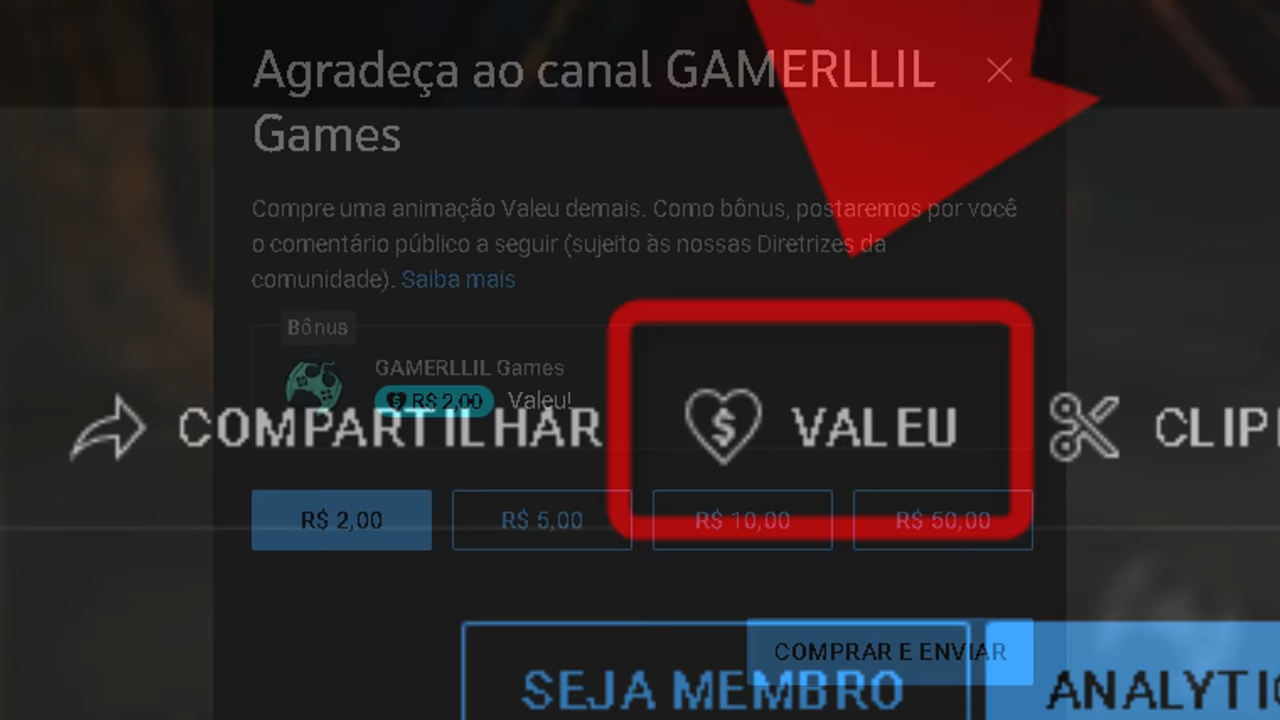 Agradeça ao canal GAMERLLIL
Games
Compre uma animação Valeu demais. Como bônus, postaremos por você
o comentário público a seguir (sujeito às nossas Diretrizes da
comunidade). Saiba mais
Bônus
GAMERLLIL Games
R$ 2,00 Valeu!
COMPARTILHAR VALEU CLIP
R$ 2,00 R$ 5,00 R$ 10,00 R$ 50,00
COMPRAR E ENVIAR
SEJA MEMBRO ANALYTIC